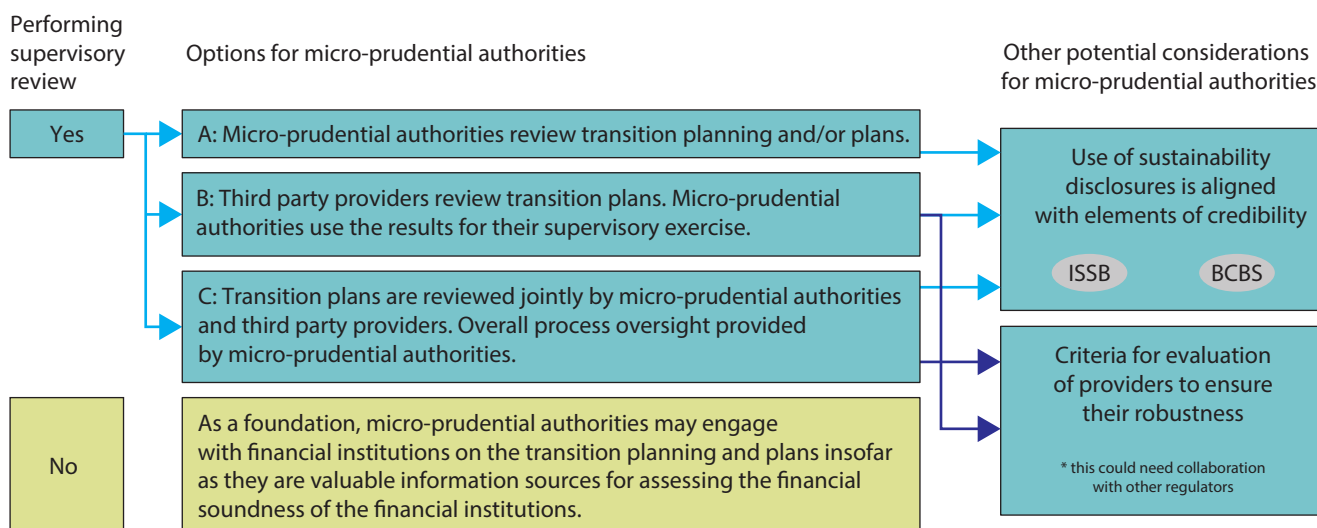 Performing
supervisory
review
Options for micro-prudential authorities
Other potential considerations
for micro-prudential authorities
Yes
A: Micro-prudential authorities review transition planning and/or plans.
B: Third party providers review transition plans. Micro-prudential
authorities use the results for their supervisory exercise.
C: Transition plans are reviewed jointly by micro-prudential authorities
and third party providers. Overall process oversight provided
by micro-prudential authorities.
Use of sustainability
disclosures is aligned
with elements of credibility
ISSB
BCBS
Criteria for evaluation
of providers to ensure
their robustness
* this could need collaboration
with other regulators
No
As a foundation, micro-prudential authorities may engage
with financial institutions on the transition planning and plans insofar
as they are valuable information sources for assessing the financial
soundness of the financial institutions.